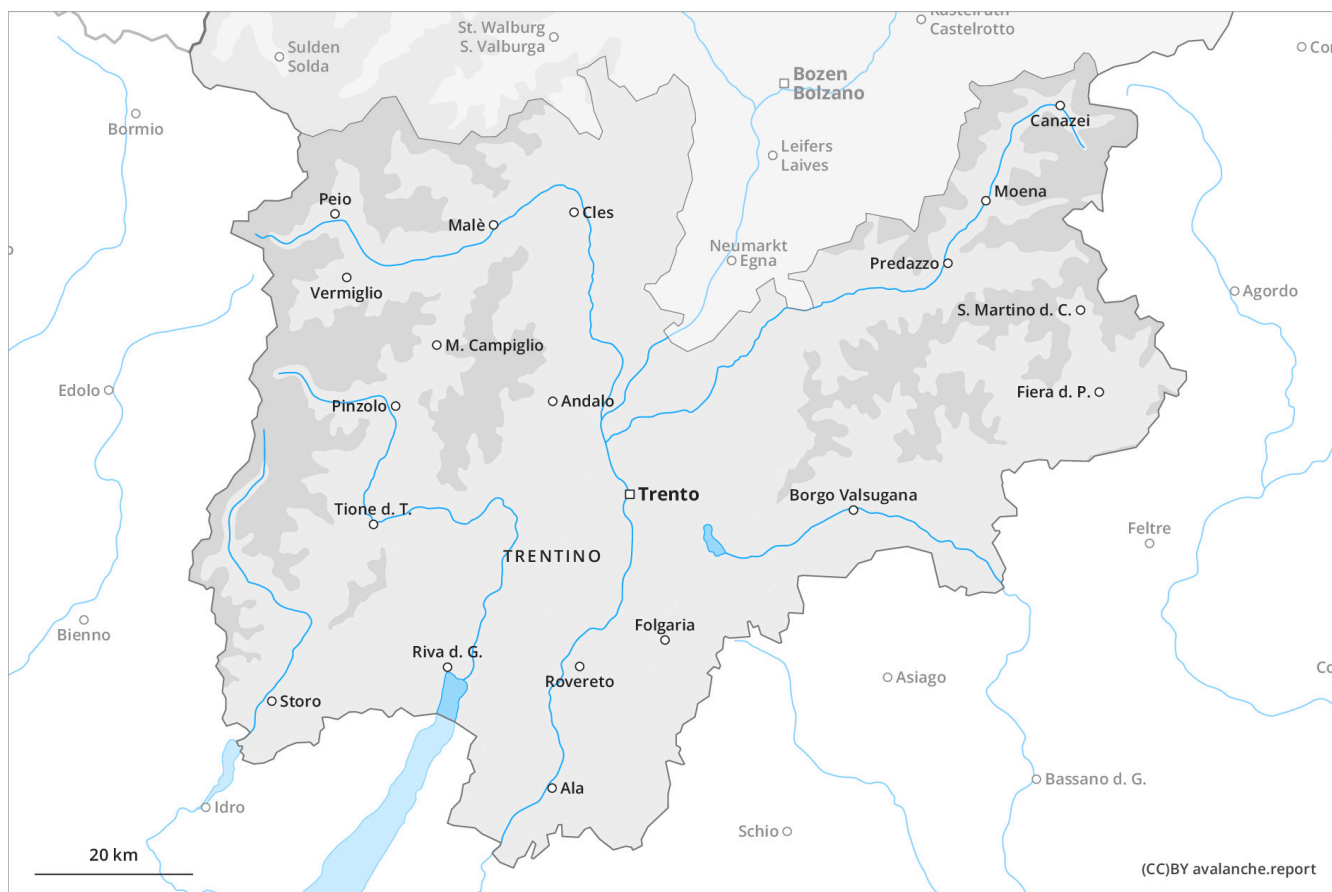 St. Walburg
S. Valburga
Kastelruth
Castelrotto
Sulden
Solda
Bozen
Bolzano
Bormio
Canazei
Leifers
Laives
Moena
Peio
Malè
Cles
Neumarkt
Egna
Predazzo
Vermiglio
Agordo
S. Martino d. C.
M. Campiglio
Edolo
Pinzolo
Andalo
Fiera d. P.
Trento
Borgo Valsugana
Tione d. T.
Feltre
TRENTINO
Bienno
Folgaria
Riva d. G.
Rovereto
Asiago
Storo
Ala
Bassano d. G.
Idro
Schio
20 km
(CC)BY avalanche.report